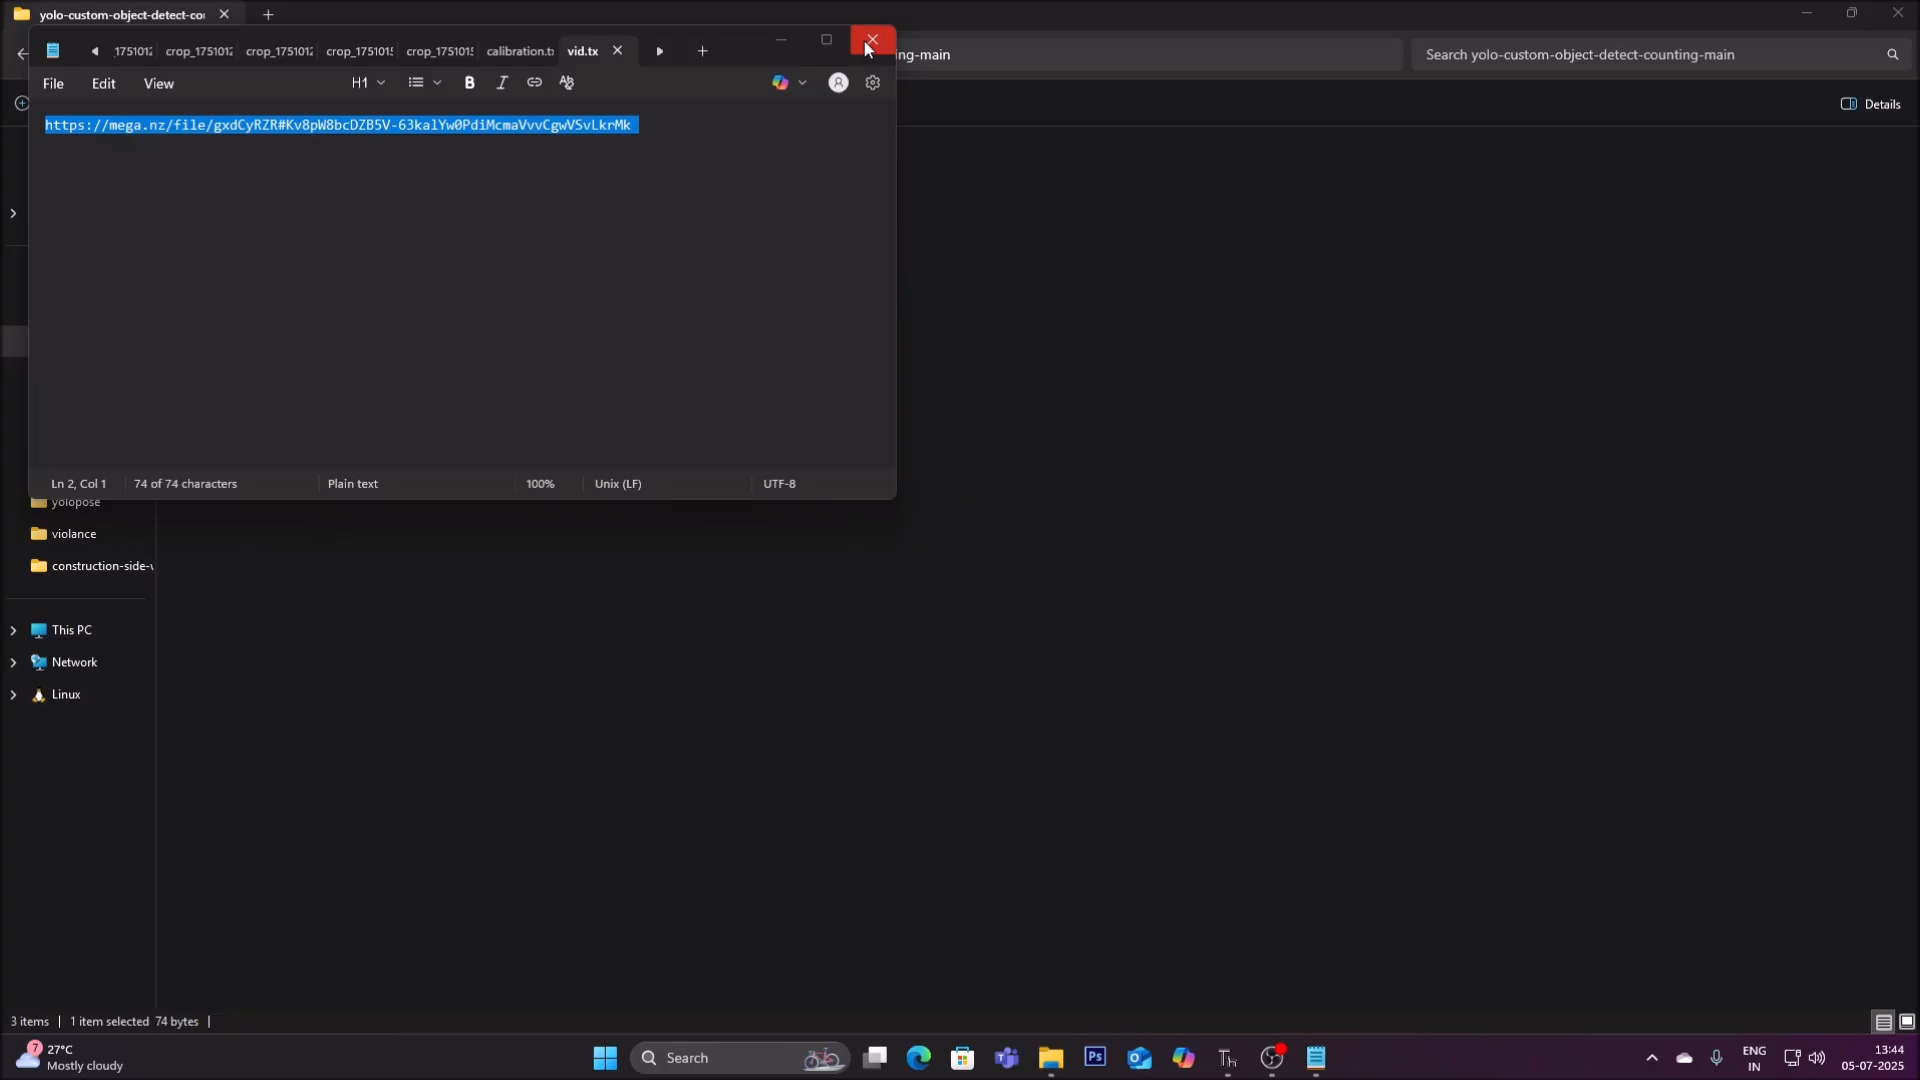 yolo-custom-object-detect-co
_1751012
crop_175101
crop_175101
crop_175101
crop_175101
calibration.t
vid.tx
ng-main
Search yolo-custom-object-detect-counting-main
File
Edit
View
H1
B
Details
https://mega.nz/file/gxdCyRZR#Kv8pW8bcDZB5V-63kalYw0PdiMcmaVvvCgwVSvLkrMk
Ln 2, Col 1
74 of 74 characters
Plain text
100%
Unix (LF)
UTF-8
yolopose
violance
construction-side-v
This PC
Network
Linux
3 items
1 item selected 74 bytes
7
27°C
Mostly cloudy
Search
Ps
ENG
IN
13:44
05-07-2025